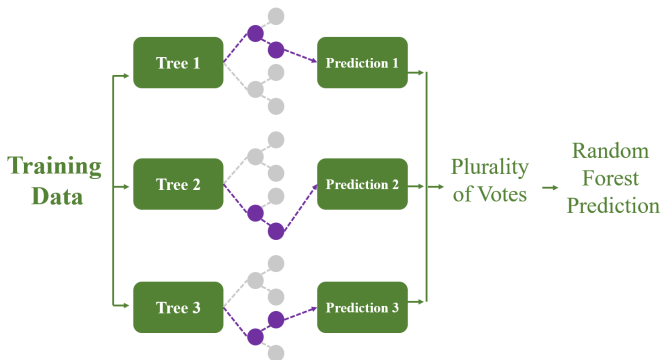 Training
Data
Tree 1
Prediction 1
Tree 2
Prediction 2
Tree 3
Prediction 3
Plurality
of Votes
Random
Forest
Prediction